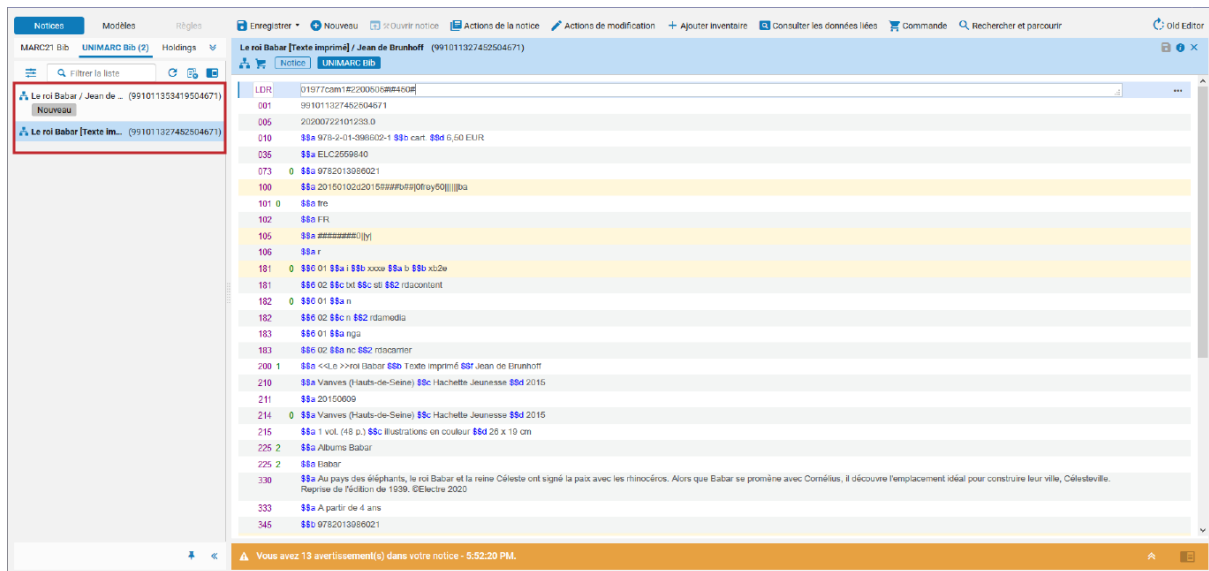 Notices Modèles Règles Enregistrer Nouveau Ouvrir notice Actions de la notice Actions de modification Ajouter inventaire Consulter les données liées Commande Rechercher et parcourir Old Editor
MARC21 Bib UNIMARC Bib (2) Holdings
Le roi Babar [Texte imprimé] / Jean de Brunhoff (991011327452504671)
Notice UNIMARC Bib
Filtrer la liste
Le roi Babar / Jean de ... (991011353419504671)
Nouveau
Le roi Babar [Texte im... (991011327452504671)
LDR 01977cam1#2200505##450#
001 991011327452504671
005 20200722101233.0
010 $$a 978-2-01-398602-1 $$b cart. $$d 6,50 EUR
035 $$a ELC2559840
073 0 $$a 9782013986021
100 $$a 20150102d2015####b##|0frey50||||||ba
101 0 $$a fre
102 $$a FR
105 $$a ########0||y|
106 $$a r
181 0 $$6 01 $$a i $$b xxxe $$a b $$b xb2e
181 $$6 02 $$c txt $$c sti $$2 rdacontent
182 0 $$6 01 $$a n
182 $$6 02 $$c n $$2 rdamedia
183 $$6 01 $$a nga
183 $$6 02 $$a nc $$2 rdacarrier
200 1 $$a <<Le >>roi Babar $$b Texte imprimé $$f Jean de Brunhoff
210 $$a Vanves (Hauts-de-Seine) $$c Hachette Jeunesse $$d 2015
211 $$a 20150609
214 0 $$a Vanves (Hauts-de-Seine) $$c Hachette Jeunesse $$d 2015
215 $$a 1 vol. (48 p.) $$c illustrations en couleur $$d 26 x 19 cm
225 2 $$a Albums Babar
225 2 $$a Babar
330 $$a Au pays des éléphants, le roi Babar et la reine Céleste ont signé la paix avec les rhinocéros. Alors que Babar se promène avec Cornélius, il découvre l'emplacement idéal pour construire leur ville, Célesteville.
Reprise de l'édition de 1939. ©Electre 2020
333 $$a A partir de 4 ans
345 $$b 9782013986021
Vous avez 13 avertissement(s) dans votre notice - 5:52:20 PM.